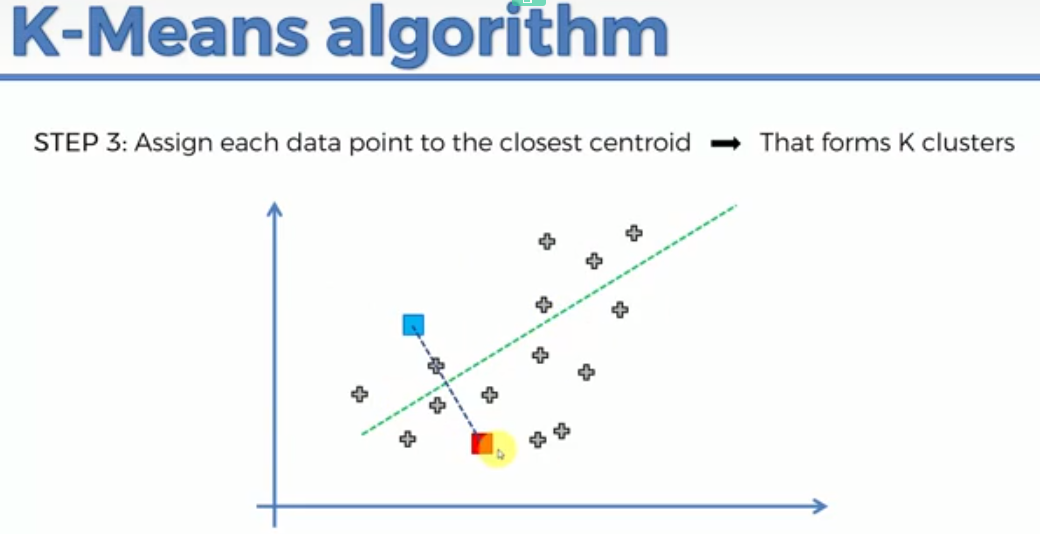 K-Means algorithm
STEP 3: Assign each data point to the closest centroid ➡ That forms K clusters